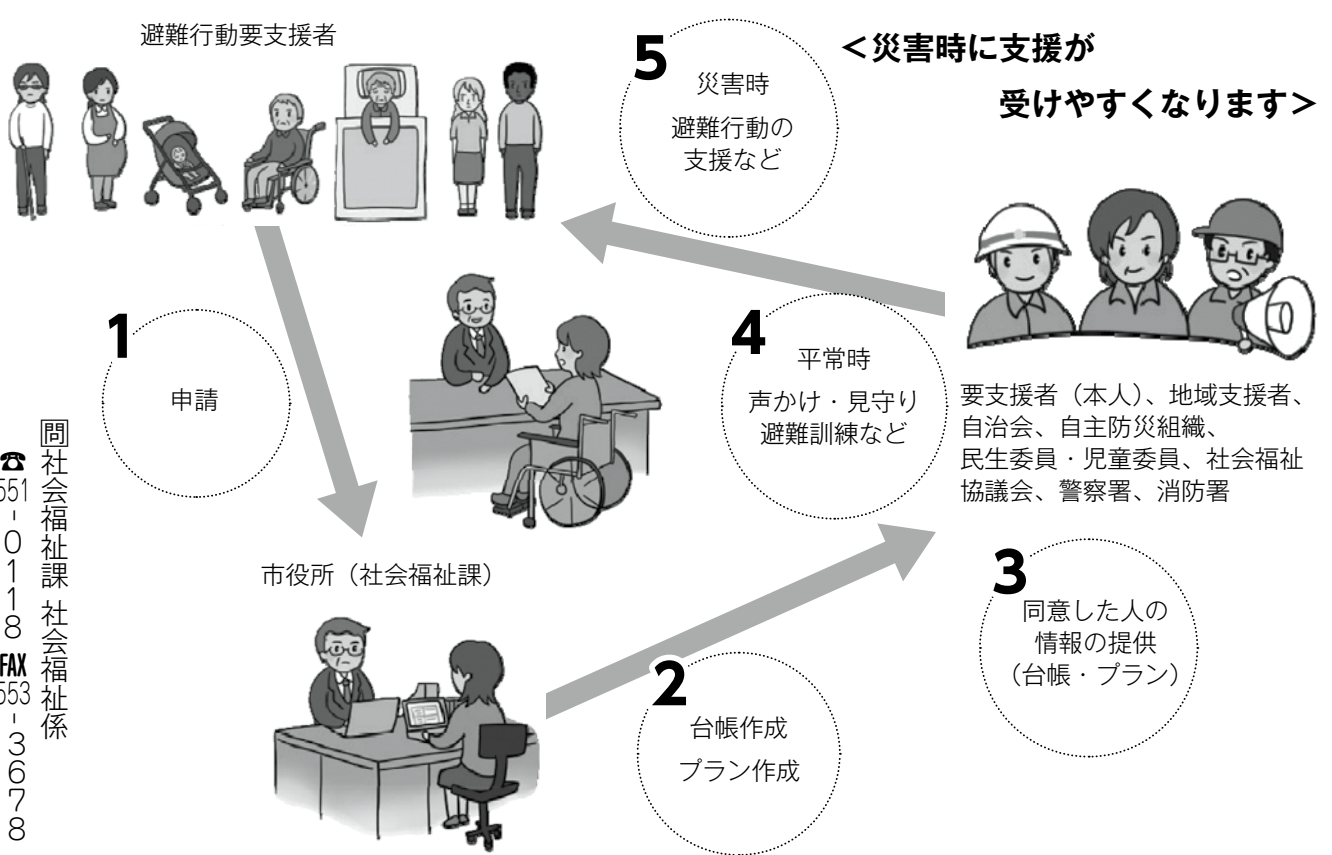 避難行動要支援者
<災害時に支援が
受けやすくなります>
1
申請
市役所（社会福祉課）
2
台帳作成
プラン作成
3
同意した人の
情報の提供
（台帳・プラン）
要支援者（本人）、地域支援者、
自治会、自主防災組織、
民生委員・児童委員、社会福祉
協議会、警察署、消防署
4
平常時
声かけ・見守り
避難訓練など
5
災害時
避難行動の
支援など
問社会福祉課 社会福祉係
☎551-0118 FAX553-3678